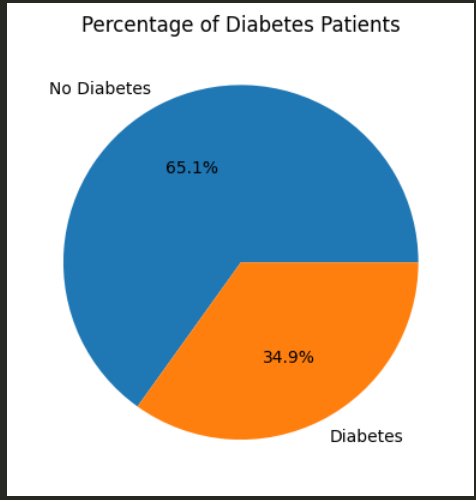 Percentage of Diabetes Patients
No Diabetes
65.1%
34.9%
Diabetes